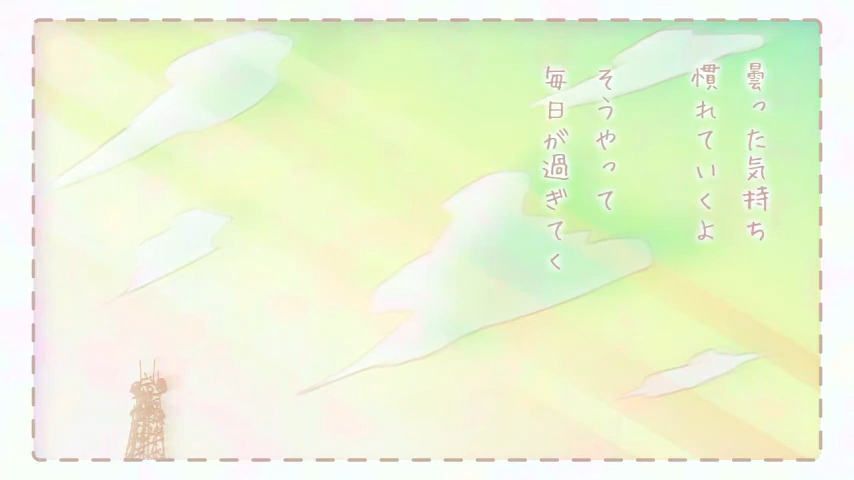 曇った気持ち
慣れていくよ
そうやって
毎日が過ぎてく